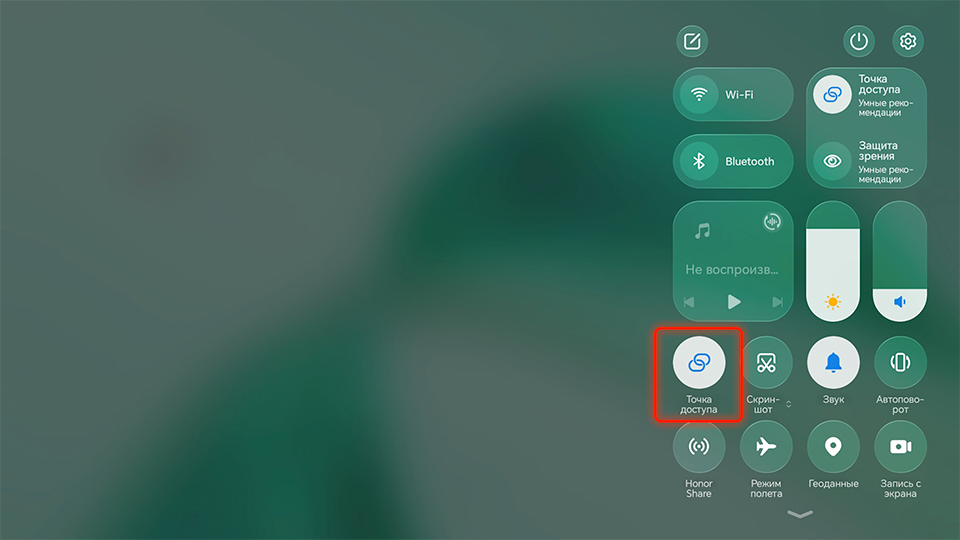 Wi-Fi
Точка
доступа
Умные реко-
мендации
Bluetooth
Защита
зрения
Умные реко-
мендации
Не воспроизв...
Точка
доступа
Скрин-
шот
Звук
Автопово-
рот
Honor
Share
Режим
полета
Геоданные
Запись с
экрана